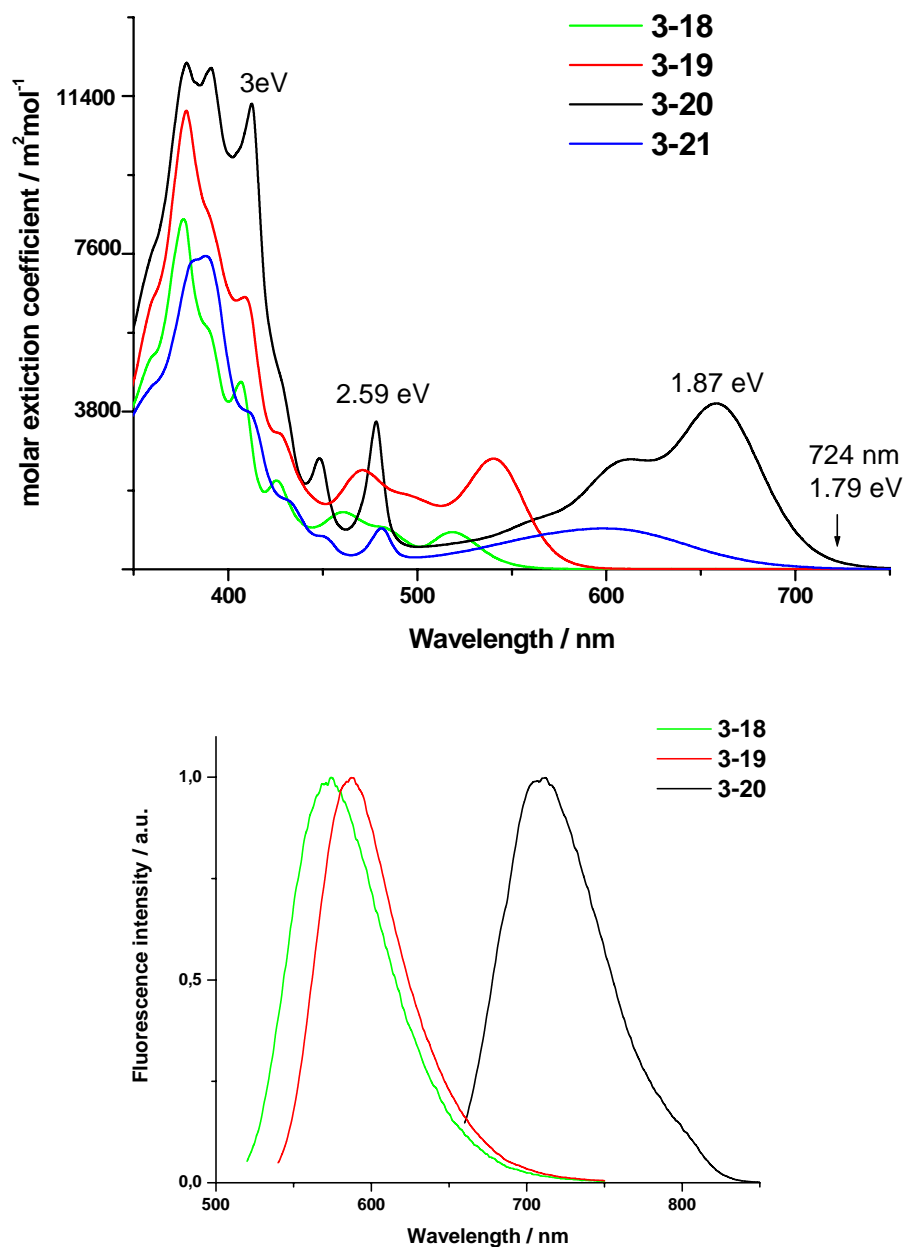 3-18
3-19
3-20
3-21
3eV
2.59 eV
1.87 eV
724 nm
1.79 eV
11400
7600
3800
molar extiction coefficient / m²mol⁻¹
400
500
600
700
Wavelength / nm
3-18
3-19
3-20
1,0
0,5
0,0
Fluorescence intensity / a.u.
500
600
700
800
Wavelength / nm